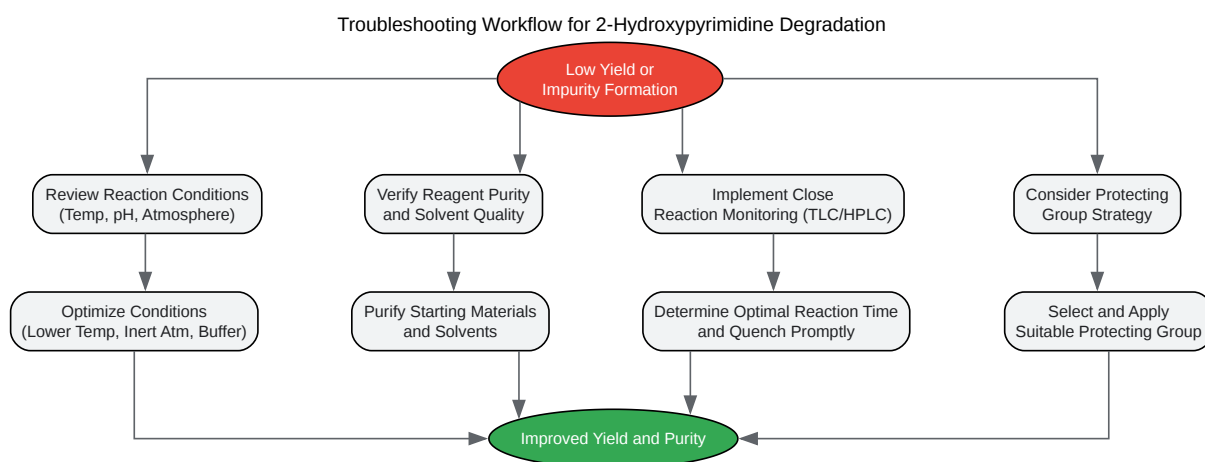 Troubleshooting Workflow for 2-Hydroxypyrimidine Degradation
Low Yield or
Impurity Formation
Review Reaction Conditions
(Temp, pH, Atmosphere)
Verify Reagent Purity
and Solvent Quality
Implement Close
Reaction Monitoring (TLC/HPLC)
Consider Protecting
Group Strategy
Optimize Conditions
(Lower Temp, Inert Atm, Buffer)
Purify Starting Materials
and Solvents
Determine Optimal Reaction Time
and Quench Promptly
Select and Apply
Suitable Protecting Group
Improved Yield and Purity